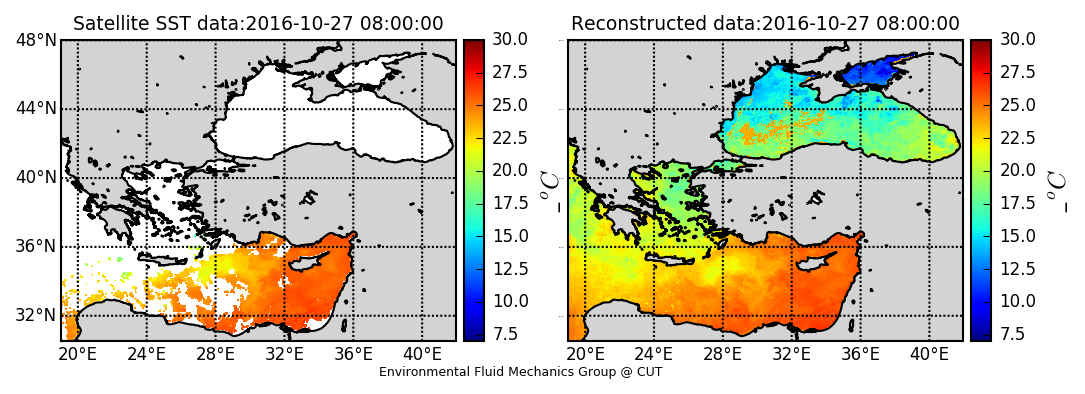 Satellite SST data:2016-10-27 08:00:00
48°N
44°N
40°N
36°N
32°N
20°E 24°E 28°E 32°E 36°E 40°E
30.0
27.5
25.0
22.5
20.0
17.5
15.0
12.5
10.0
7.5
_ °C
Reconstructed data:2016-10-27 08:00:00
20°E 24°E 28°E 32°E 36°E 40°E
30.0
27.5
25.0
22.5
20.0
17.5
15.0
12.5
10.0
7.5
_ °C
Environmental Fluid Mechanics Group @ CUT